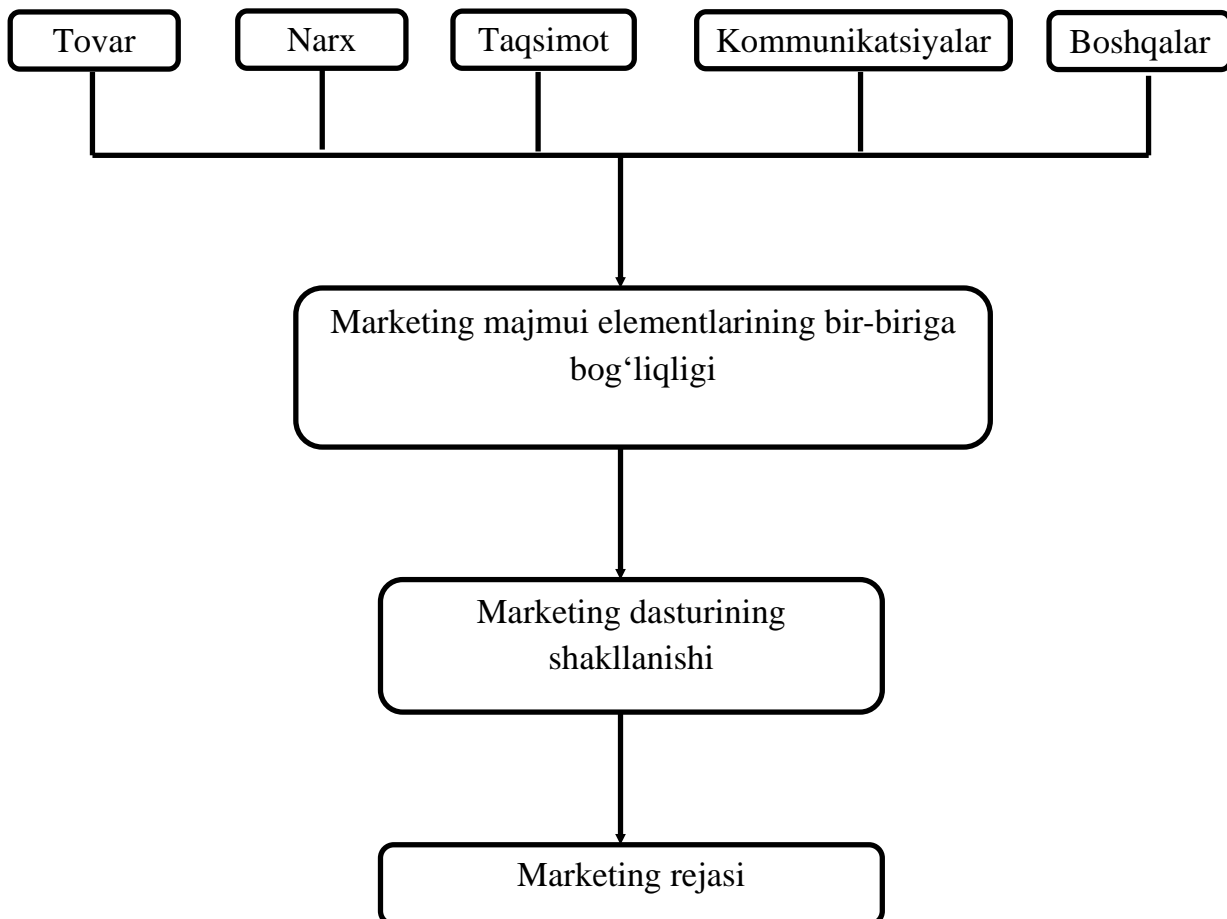 Tovar
Narx
Taqsimot
Kommunikatsiyalar
Boshqalar
Marketing majmui elementlarining bir-biriga
bog‘liqligi
Marketing dasturining
shakllanishi
Marketing rejasi